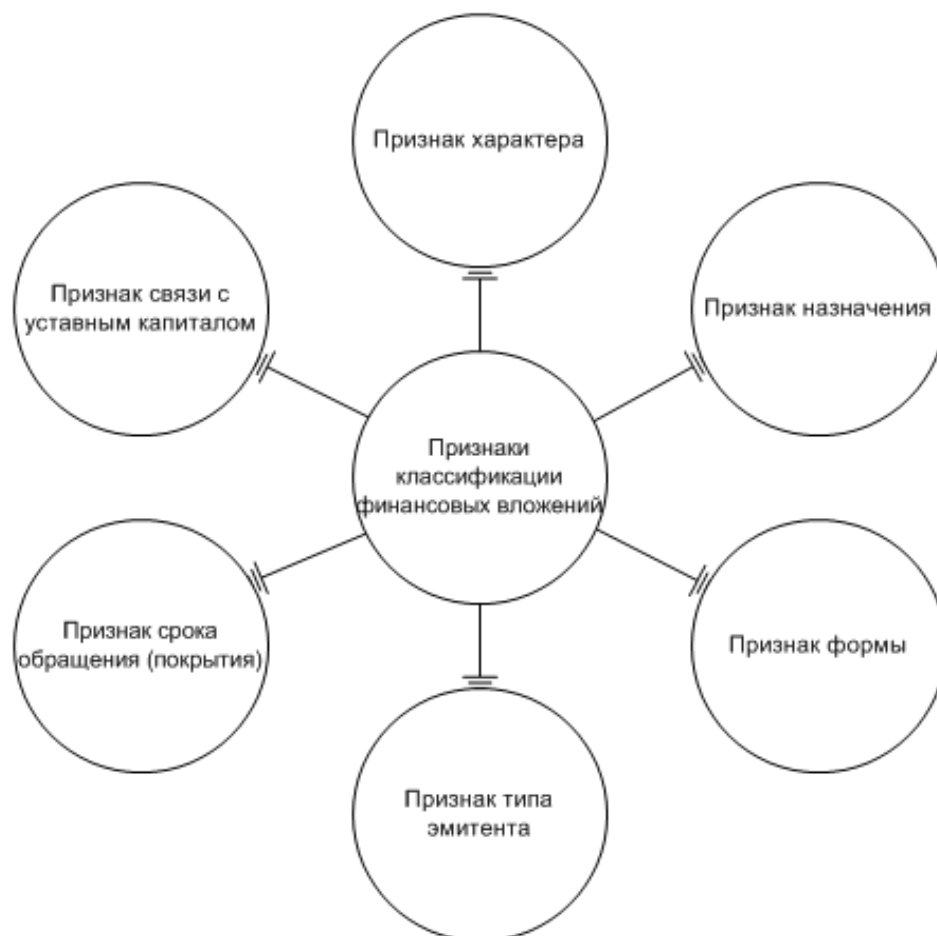 Признак характера
Признак связи с
уставным капиталом
Признак назначения
Признаки
классификации
финансовых вложений
Признак срока
обращения (покрытия)
Признак формы
Признак типа
эмитента